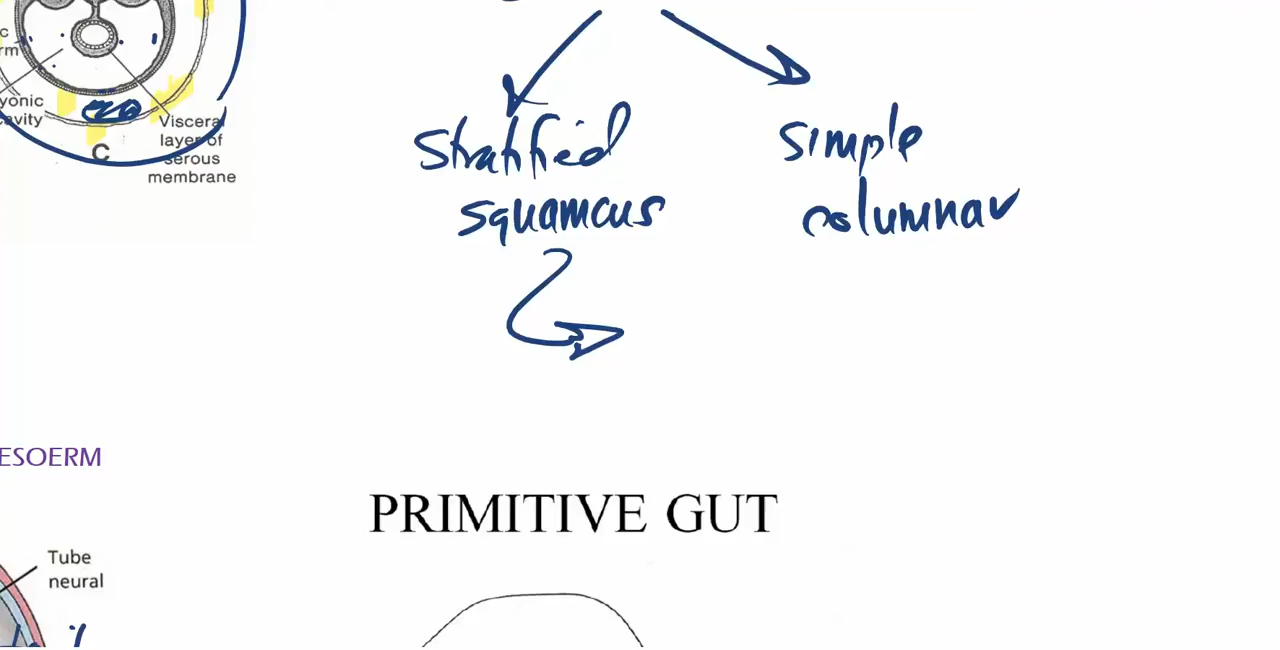 c
rm
yonic
avity
C
Visceral
layer of
serous
membrane
Stratified
squamous
simple
columnar
ESOERM
PRIMITIVE GUT
Tube
neural